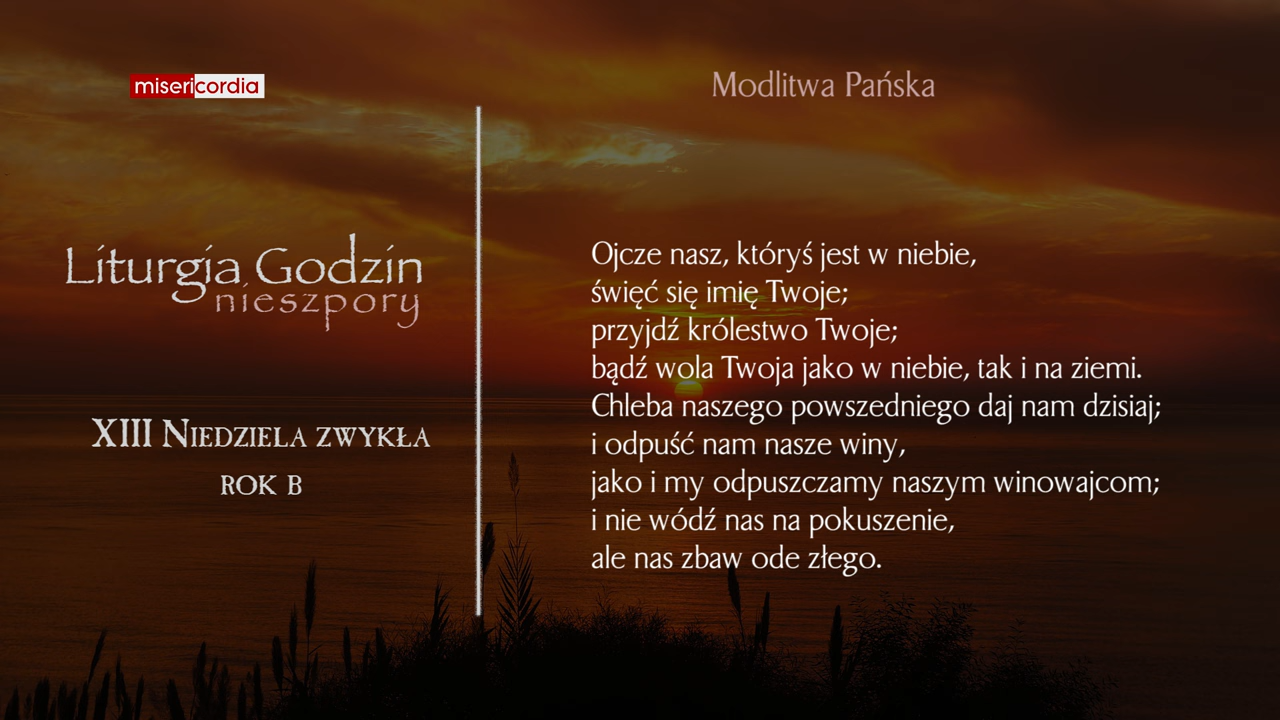 misericordia
Liturgia Godzin
nieszpory
XIII Niedziela zwykła
rok B
Modlitwa Pańska
Ojcze nasz, któryś jest w niebie,
święć się imię Twoje;
przyjdź królestwo Twoje;
bądź wola Twoja jako w niebie, tak i na ziemi.
Chleba naszego powszedniego daj nam dzisiaj;
i odpuść nam nasze winy,
jako i my odpuszczamy naszym winowajcom;
i nie wódź nas na pokuszenie,
ale nas zbaw ode złego.